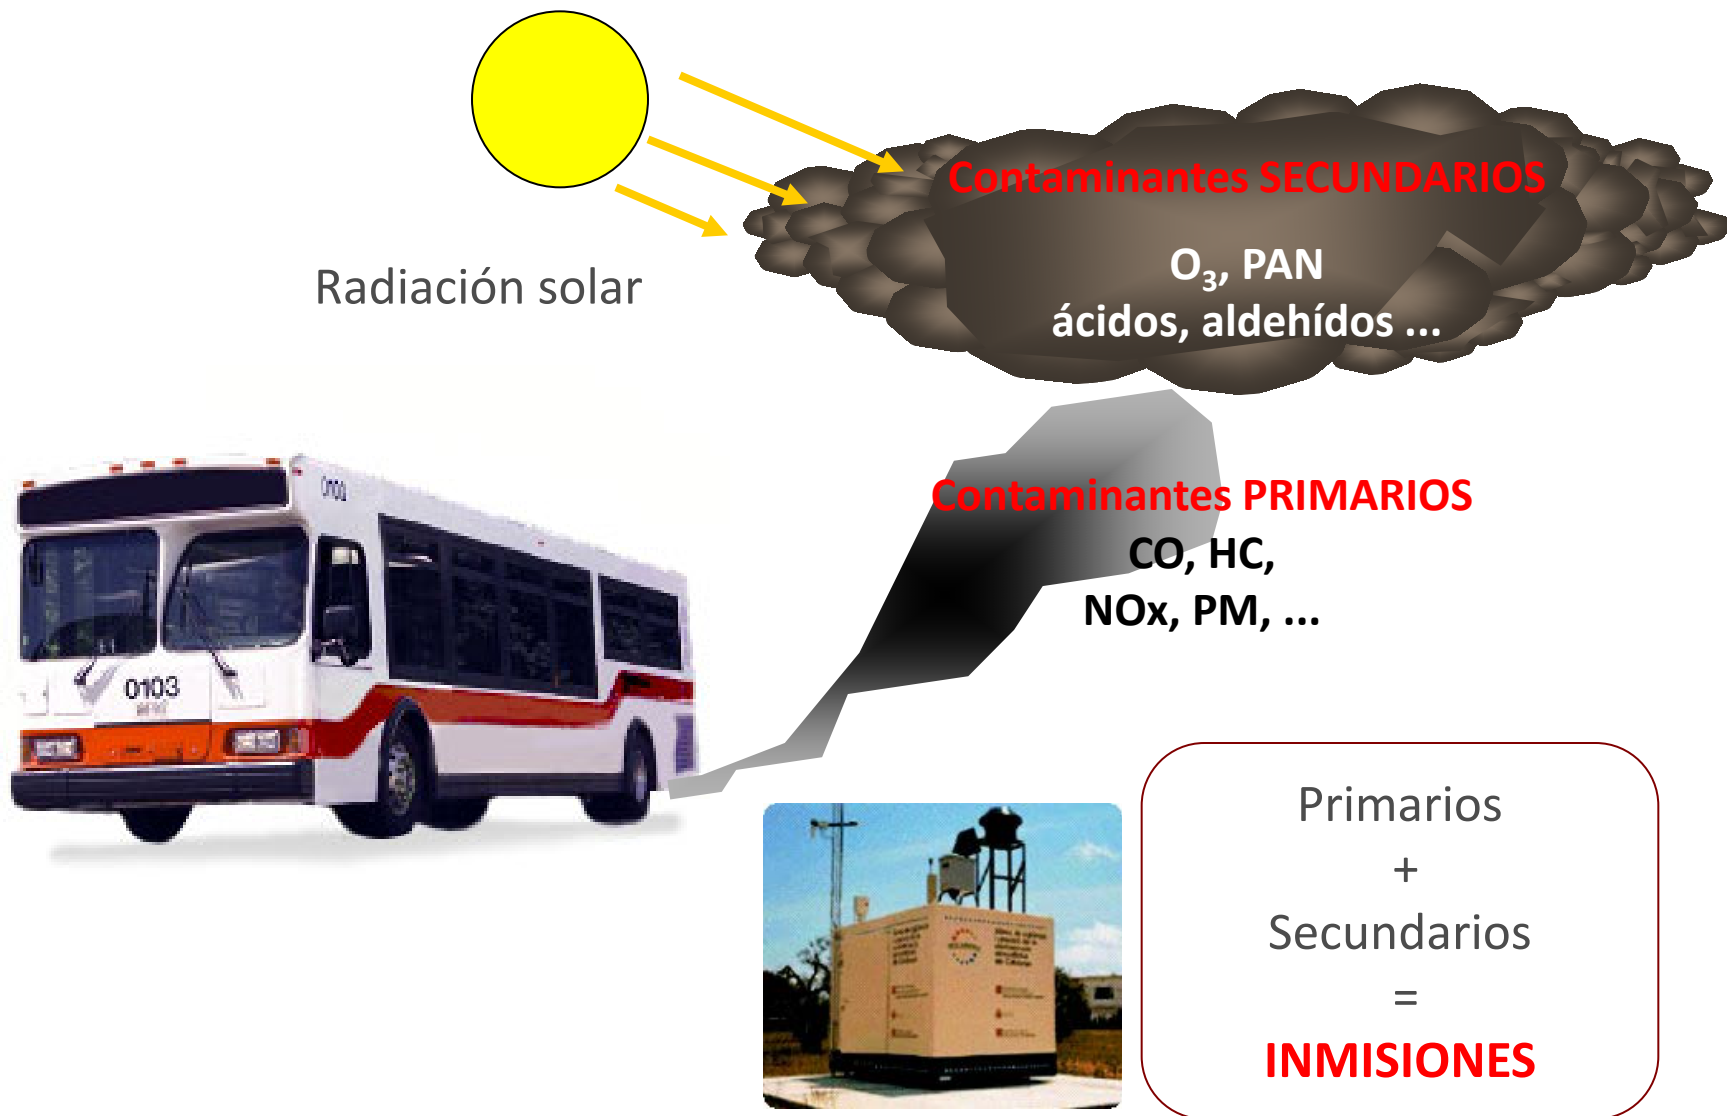 Contaminantes SECUNDARIOS
O₃, PAN
ácidos, aldehídos ...
Radiación solar
Contaminantes PRIMARIOS
CO, HC,
NOx, PM, ...
0103
Primarios
+
Secundarios
=
INMISIONES